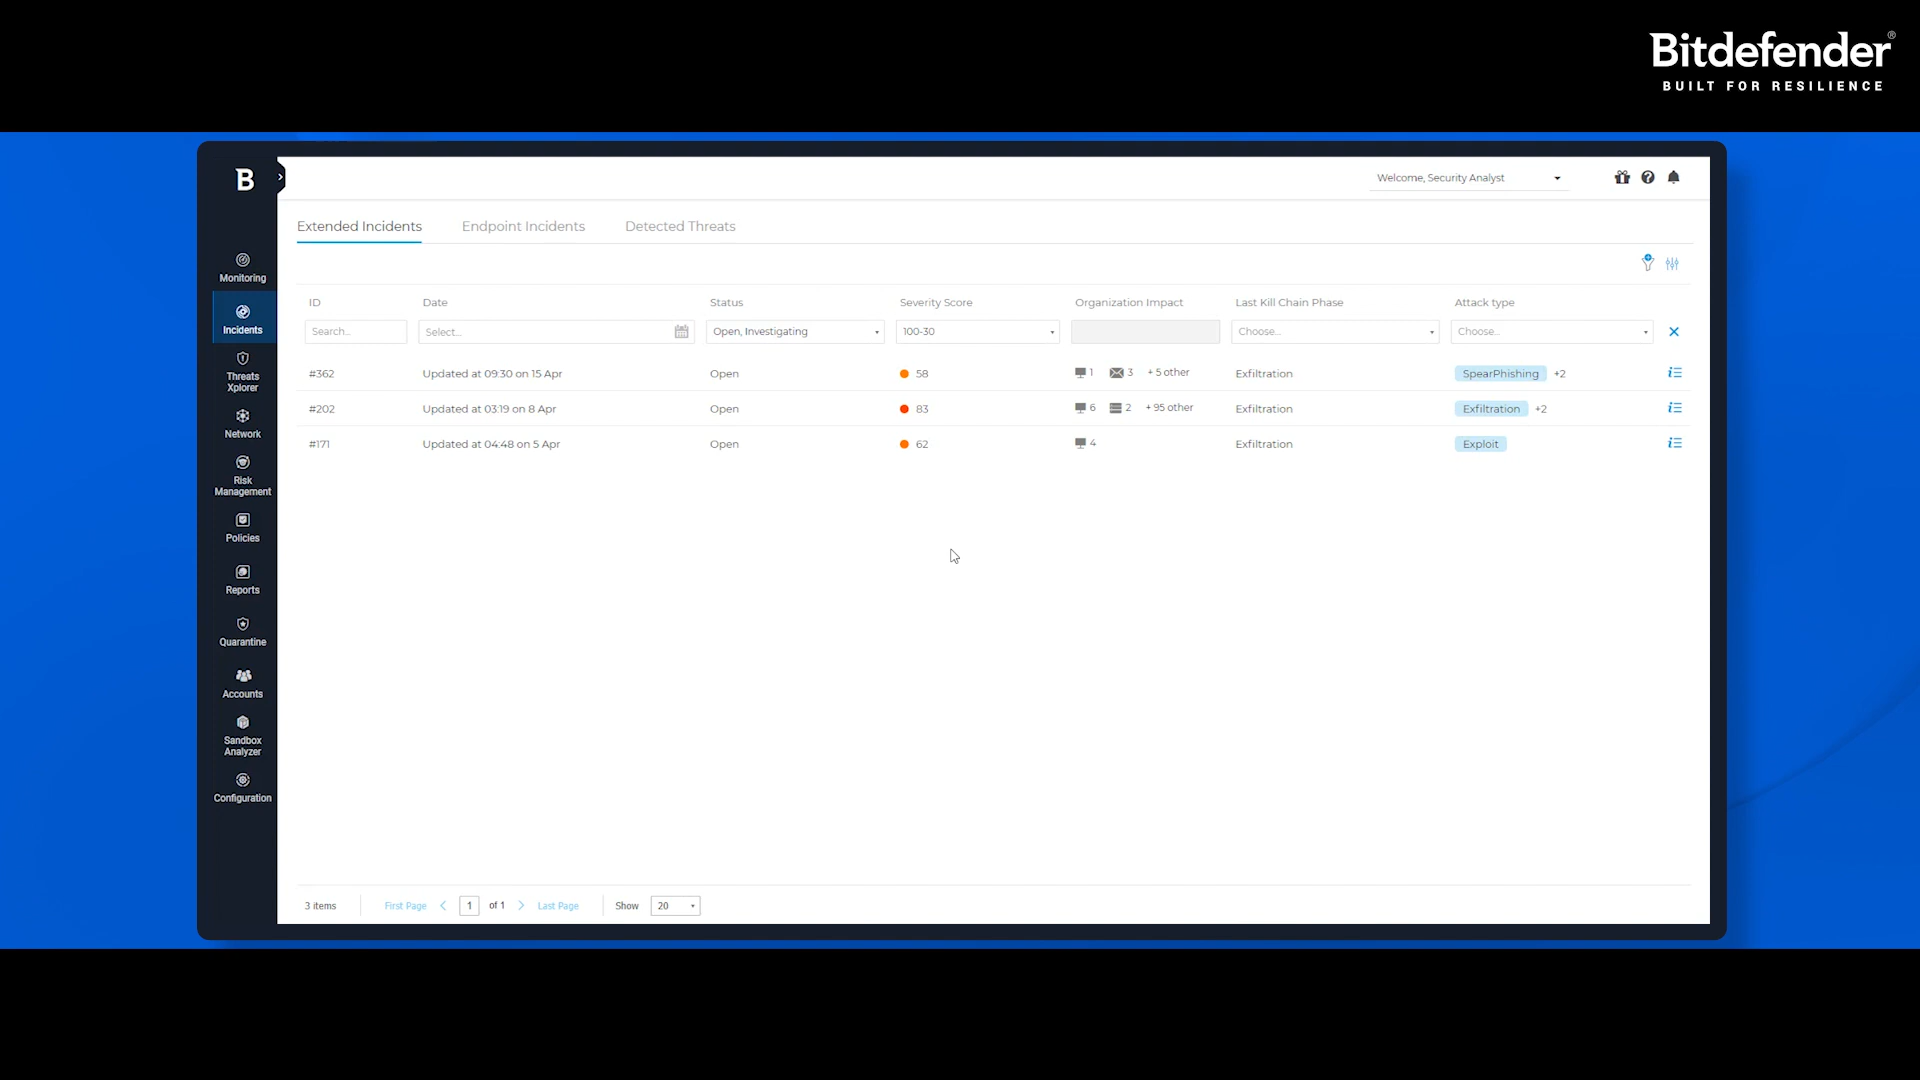 Bitdefender®
BUILT FOR RESILIENCE
B
Welcome, Security Analyst
Extended Incidents Endpoint Incidents Detected Threats
Monitoring
Incidents
Threats
Xplorer
Network
Risk
Management
Policies
Reports
Quarantine
Accounts
Sandbox
Analyzer
Configuration
ID Date Status Severity Score Organization Impact Last Kill Chain Phase Attack type
Search... Select... Open, Investigating 100-30 Choose... Choose...
#362 Updated at 09:30 on 15 Apr Open 58 1 3 + 5 other Exfiltration SpearPhishing +2
#202 Updated at 03:19 on 8 Apr Open 83 6 2 + 95 other Exfiltration Exfiltration +2
#171 Updated at 04:48 on 5 Apr Open 62 4 Exfiltration Exploit
3 items First Page 1 of 1 Last Page Show 20